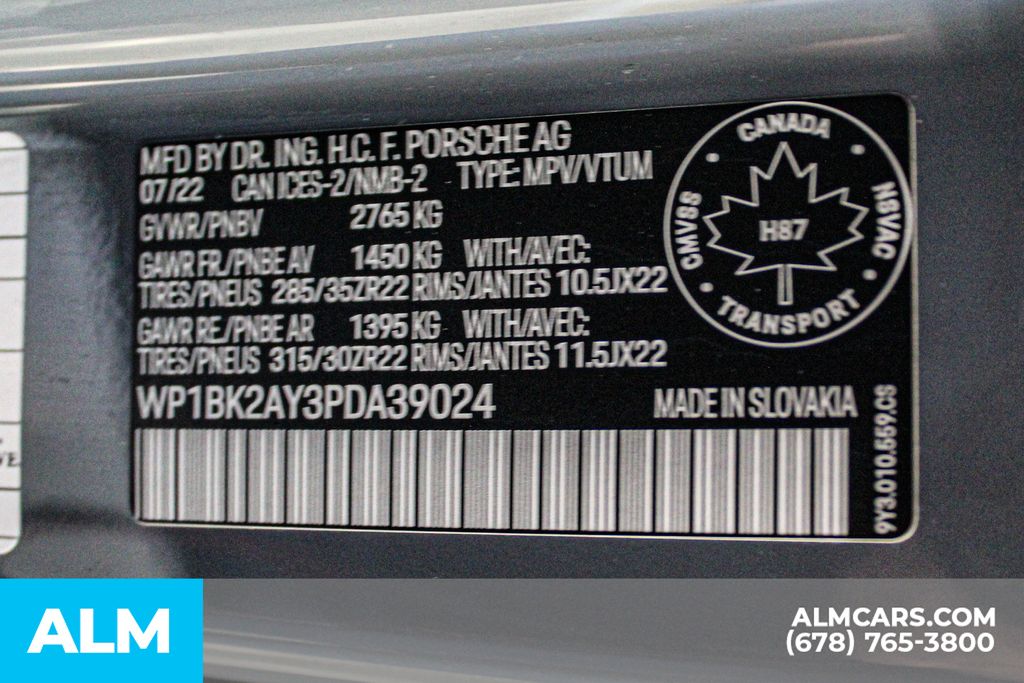 MFD BY DR. ING. H.C. F. PORSCHE AG
07/22 CAN ICES-2/NMB-2 TYPE: MPV/VTUM
GVWR/PNBV 2765 KG
GAWR FR./PNBE AV 1450 KG WITH/AVEC:
TIRES/PNEUS 285/35ZR22 RIMS/JANTES 10.5JX22
GAWR RE./PNBE AR 1395 KG WITH/AVEC:
TIRES/PNEUS 315/30ZR22 RIMS/JANTES 11.5JX22
WP1BK2AY3PDA39024 MADE IN SLOVAKIA
CANADA
CMVSS
H87
NSVAC
TRANSPORT
9Y3.010.559.CS
ALM
ALMCARS.COM
(678) 765-3800